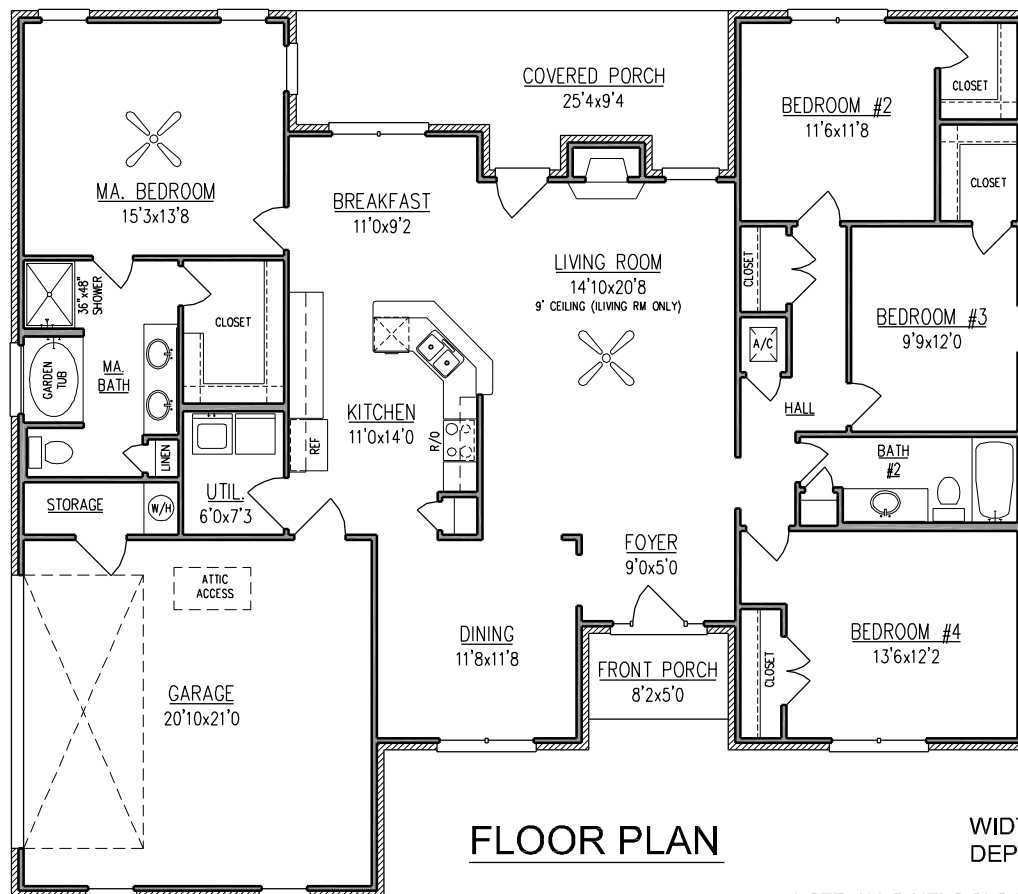 COVERED PORCH
25'4x9'4
BEDROOM #2
11'6x11'8
CLOSET
CLOSET
MA. BEDROOM
15'3x13'8
BREAKFAST
11'0x9'2
LIVING ROOM
14'10x20'8
9' CEILING (lLIVING RM ONLY)
CLOSET
BEDROOM #3
9'9x12'0
36"x48"
SHOWER
CLOSET
A/C
GARDEN
TUB
MA.
BATH
KITCHEN
11'0x14'0
HALL
R/O
REF
LINEN
BATH
#2
UTIL.
6'0x7'3
STORAGE
W/H
FOYER
9'0x5'0
ATTIC
ACCESS
DINING
11'8x11'8
BEDROOM #4
13'6x12'2
FRONT PORCH
8'2x5'0
CLOSET
GARAGE
20'10x21'0
FLOOR PLAN
WIDT
DEP